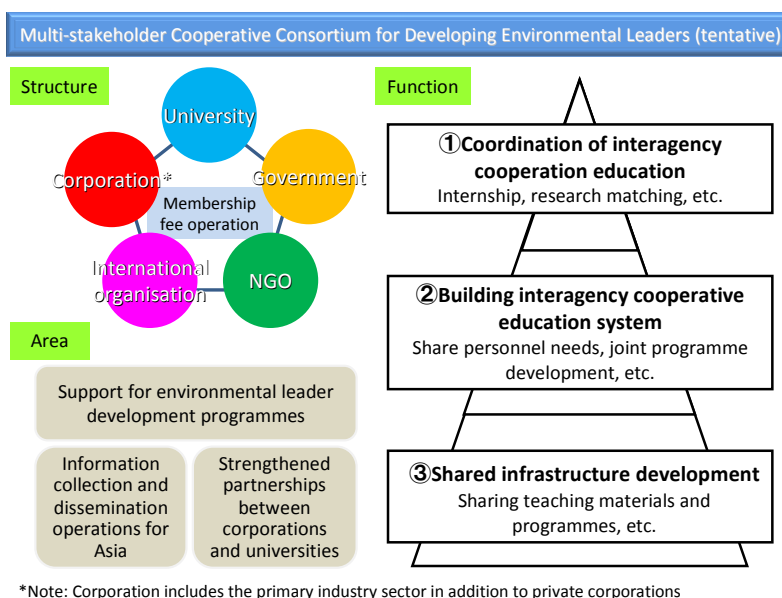 Multi-stakeholder Cooperative Consortium for Developing Environmental Leaders (tentative)
Structure
University
Corporation*
Government
Membership
fee operation
International
organisation
NGO
Area
Support for environmental leader
development programmes
Information
collection and
dissemination
operations for
Asia
Strengthened
partnerships
between
corporations
and universities
Function
①Coordination of interagency
cooperation education
Internship, research matching, etc.
②Building interagency cooperative
education system
Share personnel needs, joint programme
development, etc.
③Shared infrastructure development
Sharing teaching materials and
programmes, etc.
*Note: Corporation includes the primary industry sector in addition to private corporations